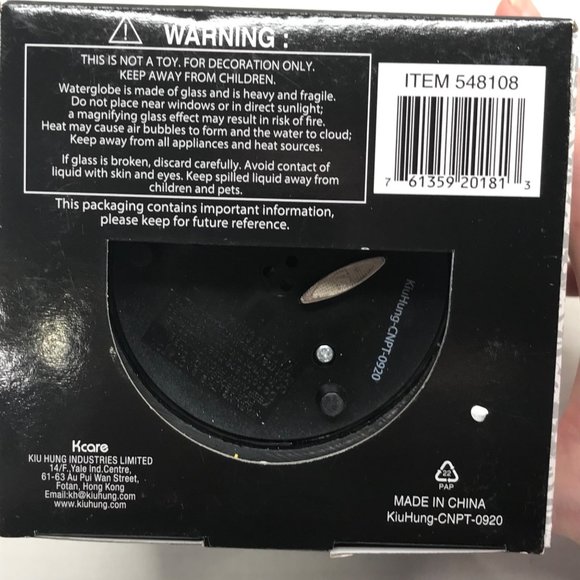 WARNING :
THIS IS NOT A TOY. FOR DECORATION ONLY.
KEEP AWAY FROM CHILDREN.
Waterglobe is made of glass and is heavy and fragile.
Do not place near windows or in direct sunlight;
a magnifying glass effect may result in risk of fire.
Heat may cause air bubbles to form and the water to cloud;
Keep away from all appliances and heat sources.
If glass is broken, discard carefully. Avoid contact of
liquid with skin and eyes. Keep spilled liquid away from
children and pets.
This packaging contains important information,
please keep for future reference.
ITEM 548108
7 61359 20181 3
KiuHung-CNPT-0920
Kcare
KIU HUNG INDUSTRIES LIMITED
14/F.,Yale Ind.Centre,
61-63 Au Pui Wan Street,
Fotan, Hong Kong
Email:kh@kiuhung.com
www.kiuhung.com
22
PAP
MADE IN CHINA
KiuHung-CNPT-0920